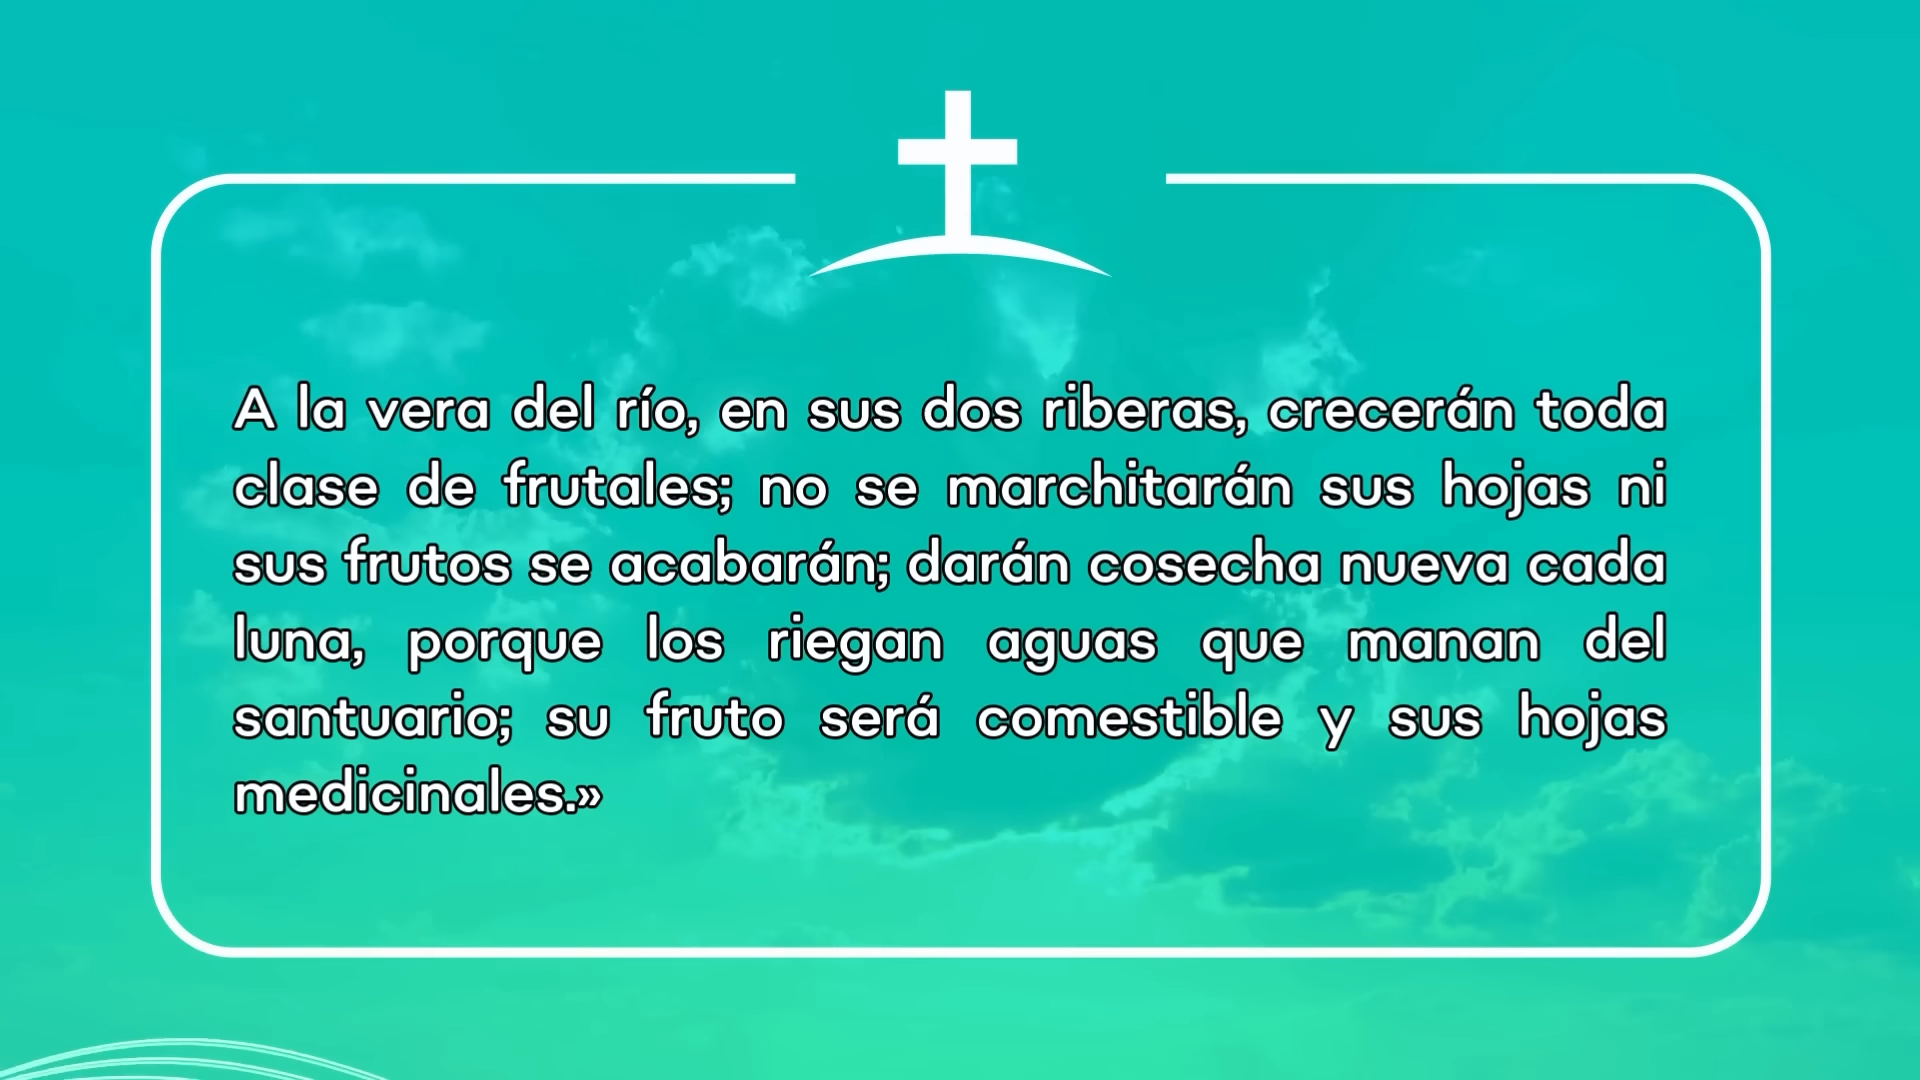 A la vera del río, en sus dos riberas, crecerán toda
clase de frutales; no se marchitarán sus hojas ni
sus frutos se acabarán; darán cosecha nueva cada
luna, porque los riegan aguas que manan del
santuario; su fruto será comestible y sus hojas
medicinales.»